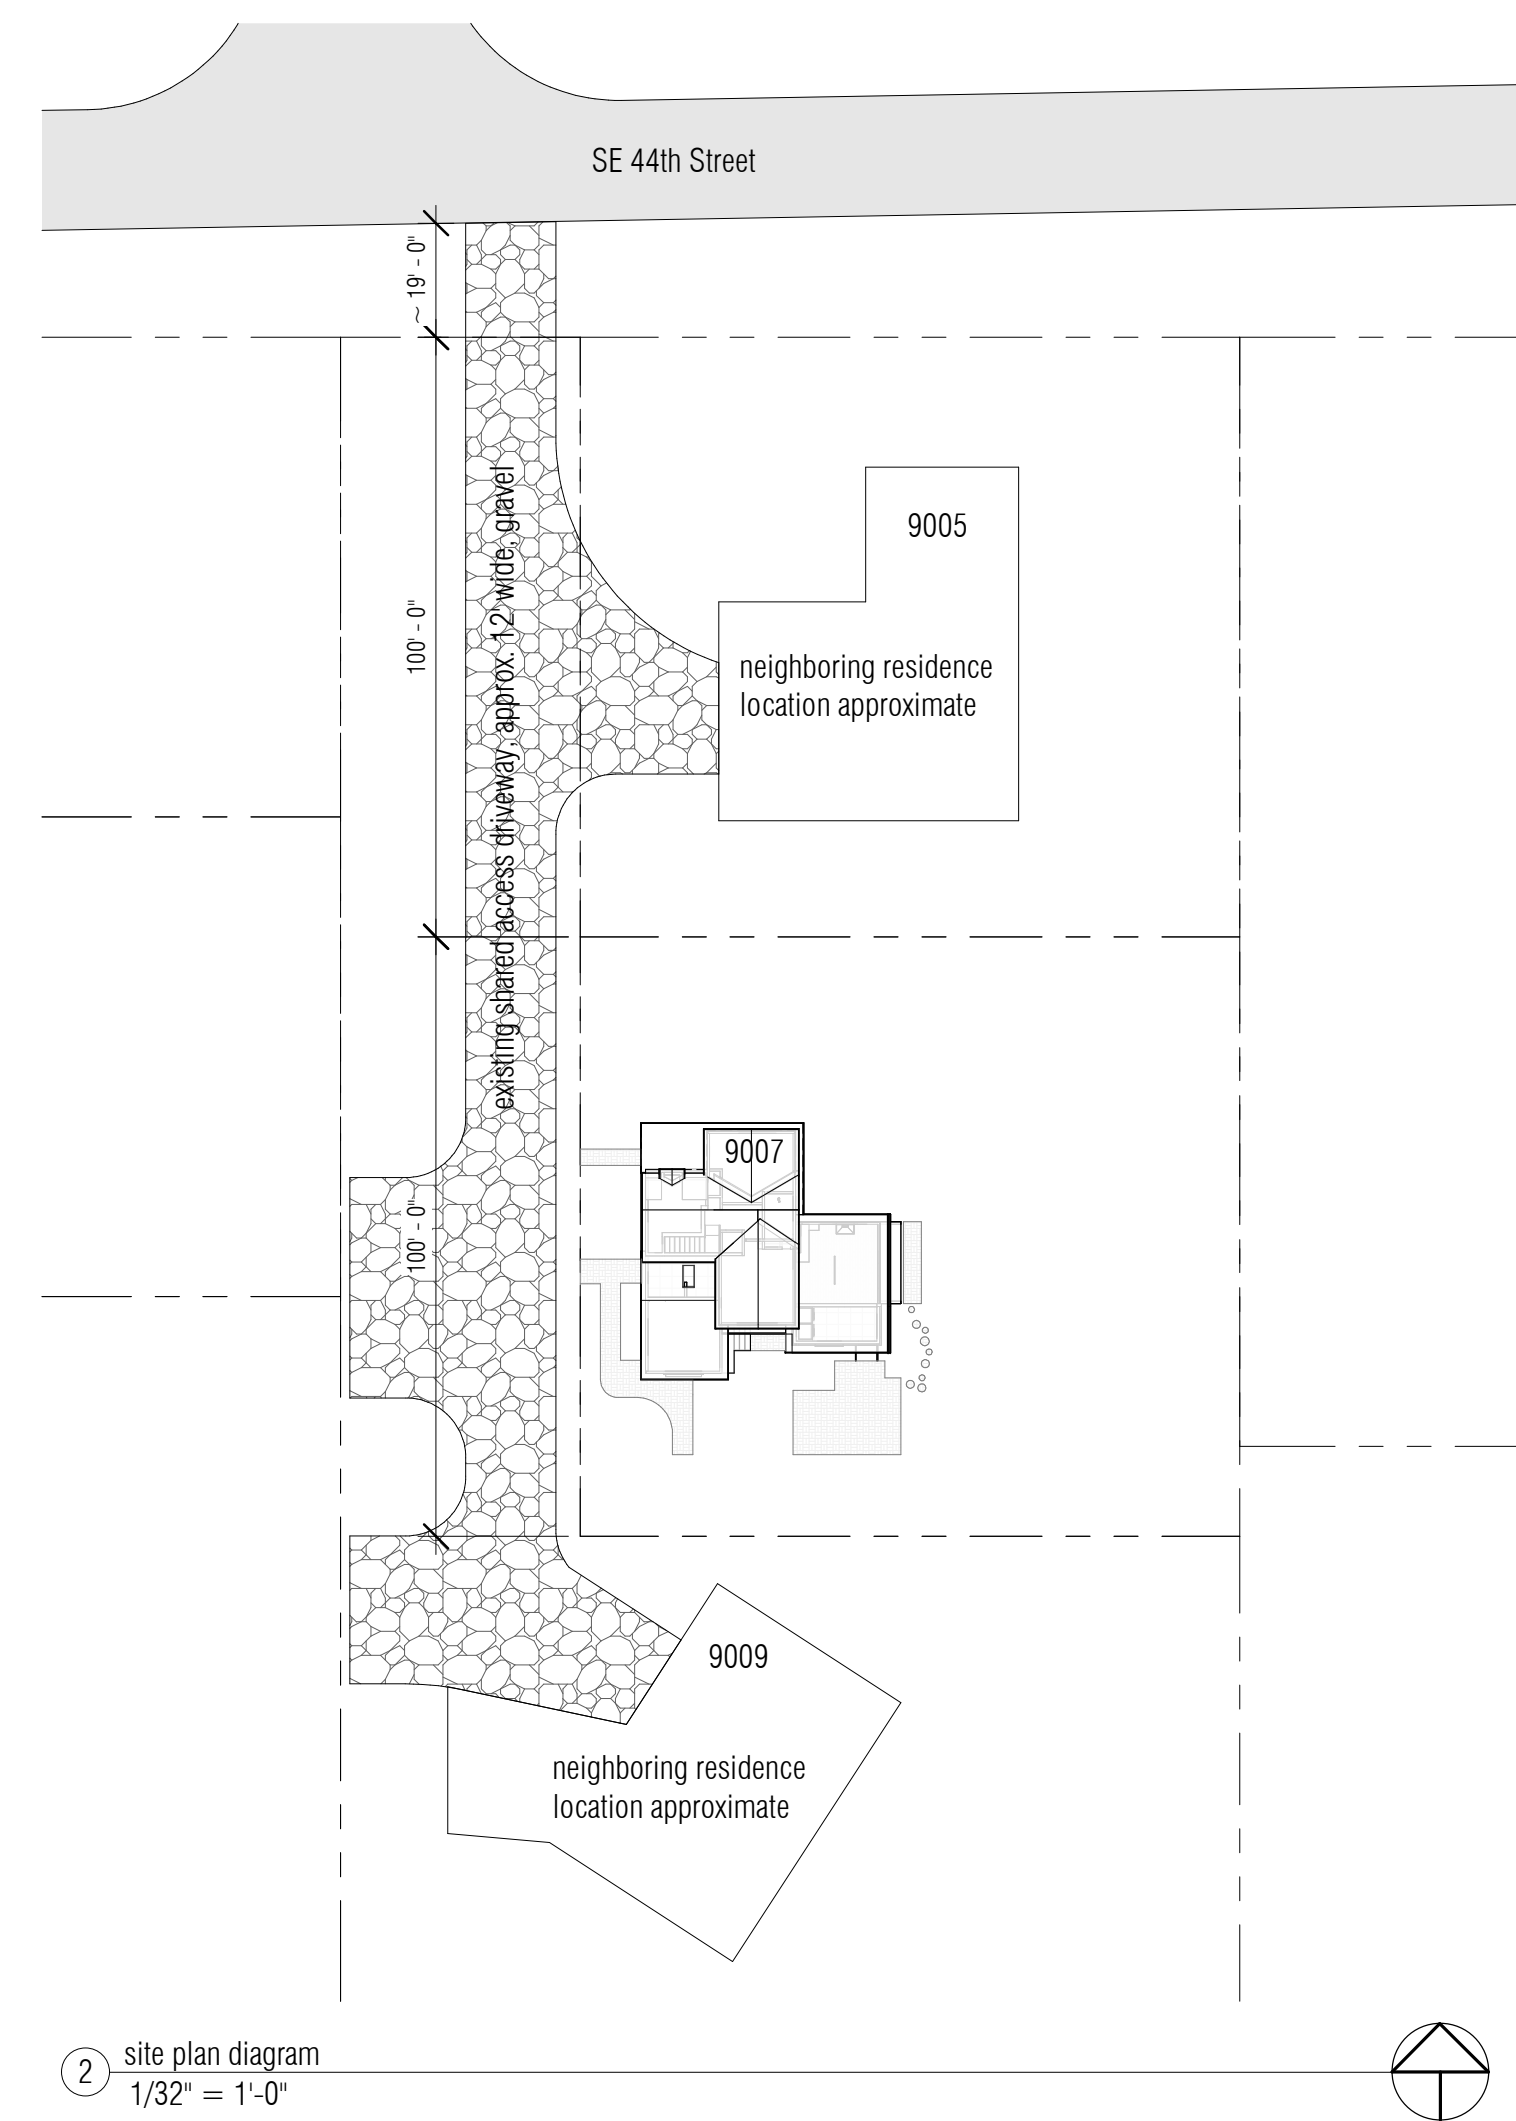 SE 44th Street
~ 19' - 0"
9005
100' - 0"
neighboring residence
location approximate
existing shared access driveway, approx. 12' wide, gravel
9007
100' - 0"
9009
neighboring residence
location approximate
2
site plan diagram
1/32" = 1'-0"